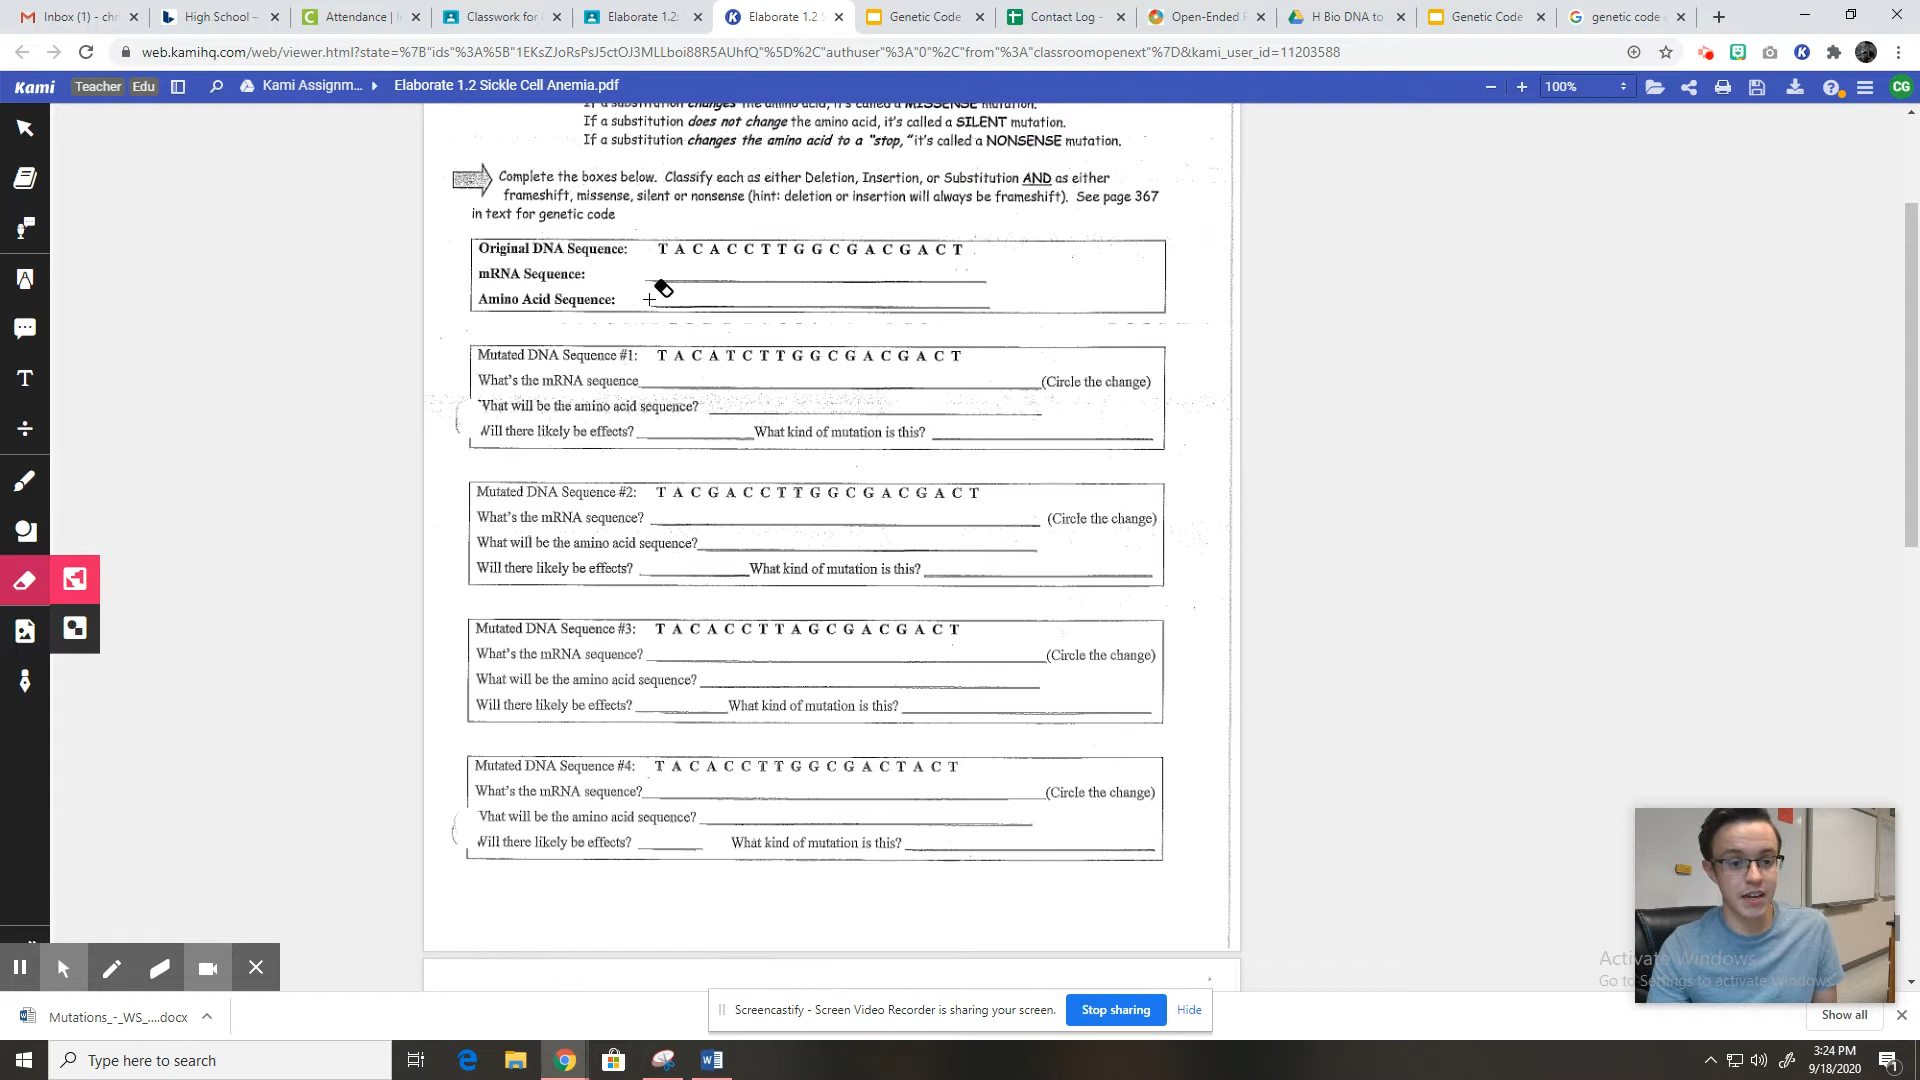 Inbox (1) - ch
High School –
Attendance | I
Classwork for
Elaborate 1.2:
Elaborate 1.2 S
Genetic Code
Contact Log -
Open-Ended F
H Bio DNA to
Genetic Code
genetic code
web.kamihq.com/web/viewer.html?state=%7B"ids"%3A%5B"1EKsZJoRsPsJ5ctOJ3MLLboi88R5AUhfQ"%5D%2C"authuser"%3A"0"%2C"from"%3A"classroomopenext"%7D&kami_user_id=11203588
Kami
Teacher
Edu
Kami Assignm...
Elaborate 1.2 Sickle Cell Anemia.pdf
100%
CG
If a substitution changes the amino acid, it's called a MISSENSE mutation.
If a substitution does not change the amino acid, it's called a SILENT mutation.
If a substitution changes the amino acid to a "stop," it's called a NONSENSE mutation.
Complete the boxes below. Classify each as either Deletion, Insertion, or Substitution AND as either
frameshift, missense, silent or nonsense (hint: deletion or insertion will always be frameshift). See page 367
in text for genetic code
Original DNA Sequence: T A C A C C T T G G C G A C G A C T
mRNA Sequence:
Amino Acid Sequence:
Mutated DNA Sequence #1: T A C A T C T T G G C G A C G A C T
What's the mRNA sequence (Circle the change)
What will be the amino acid sequence?
Will there likely be effects? What kind of mutation is this?
Mutated DNA Sequence #2: T A C G A C C T T G G C G A C G A C T
What's the mRNA sequence? (Circle the change)
What will be the amino acid sequence?
Will there likely be effects? What kind of mutation is this?
Mutated DNA Sequence #3: T A C A C C T T A G C G A C G A C T
What's the mRNA sequence? (Circle the change)
What will be the amino acid sequence?
Will there likely be effects? What kind of mutation is this?
Mutated DNA Sequence #4: T A C A C C T T G G C G A C T A C T
What's the mRNA sequence? (Circle the change)
What will be the amino acid sequence?
Will there likely be effects? What kind of mutation is this?
Activate Windows
Go to Settings to activate Windows.
Screencastify - Screen Video Recorder is sharing your screen.
Stop sharing
Hide
Mutations_-_WS_....docx
Show all
Type here to search
3:24 PM
9/18/2020